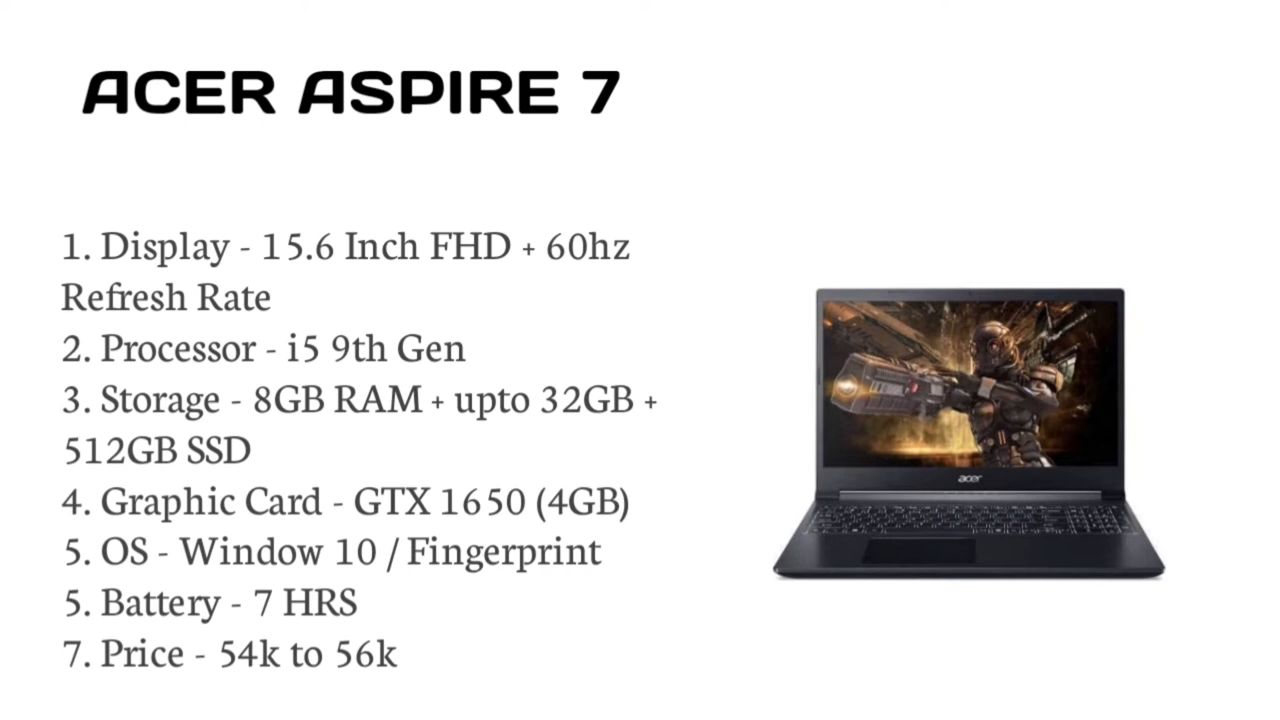 ACER ASPIRE 7
1. Display - 15.6 Inch FHD + 60hz
Refresh Rate
2. Processor - i5 9th Gen
3. Storage - 8GB RAM + upto 32GB +
512GB SSD
4. Graphic Card - GTX 1650 (4GB)
5. OS - Window 10 / Fingerprint
5. Battery - 7 HRS
7. Price - 54k to 56k
acer